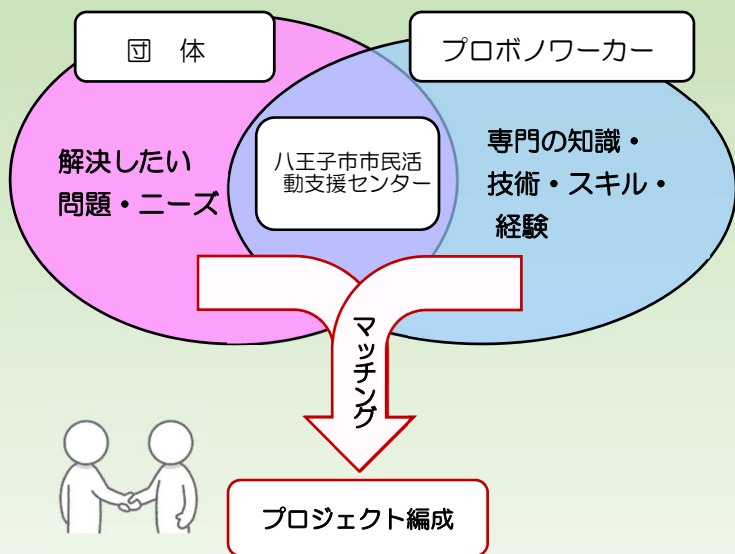 団　体
プロボノワーカー
解決したい
問題・ニーズ
八王子市市民活
動支援センター
専門の知識・
技術・スキル・
経験
マッチング
プロジェクト編成